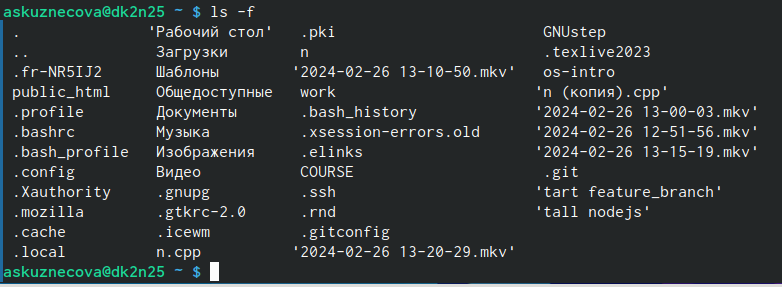 askuznecova@dk2n25 ~ $ ls -f
. 'Рабочий стол' .pki GNUstep
.. Загрузки n .texlive2023
.fr-NR5IJ2 Шаблоны '2024-02-26 13-10-50.mkv' os-intro
public_html Общедоступные work 'n (копия).cpp'
.profile Документы .bash_history '2024-02-26 13-00-03.mkv'
.bashrc Музыка .xsession-errors.old '2024-02-26 12-51-56.mkv'
.bash_profile Изображения .elinks '2024-02-26 13-15-19.mkv'
.config Видео COURSE .git
.Xauthority .gnupg .ssh 'tart feature_branch'
.mozilla .gtkrc-2.0 .rnd 'tall nodejs'
.cache .icewm .gitconfig
.local n.cpp '2024-02-26 13-20-29.mkv'
askuznecova@dk2n25 ~ $